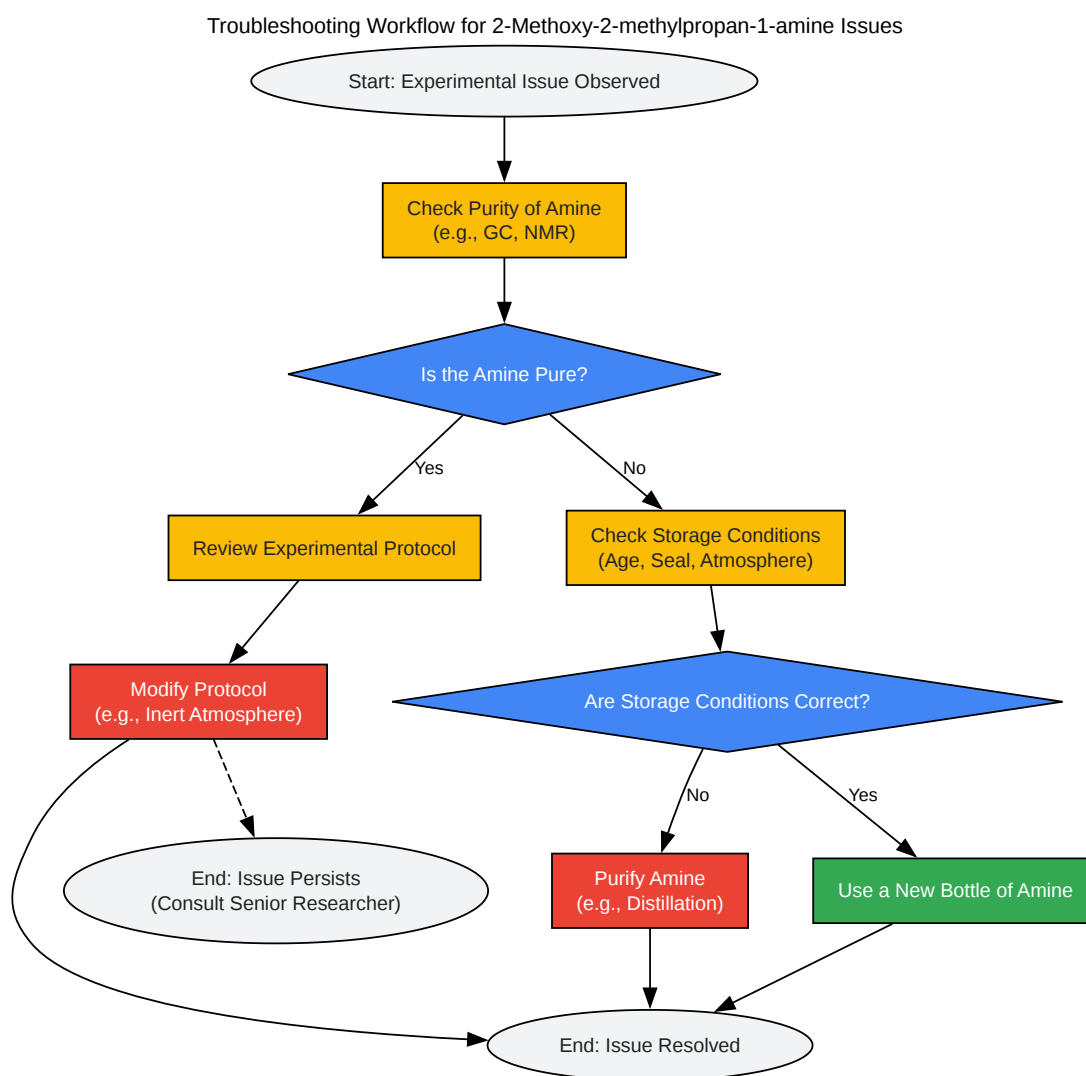 Troubleshooting Workflow for 2-Methoxy-2-methylpropan-1-amine Issues
Start: Experimental Issue Observed
Check Purity of Amine
(e.g., GC, NMR)
Is the Amine Pure?
Yes
No
Review Experimental Protocol
Check Storage Conditions
(Age, Seal, Atmosphere)
Modify Protocol
(e.g., Inert Atmosphere)
Are Storage Conditions Correct?
No
Yes
End: Issue Persists
(Consult Senior Researcher)
Purify Amine
(e.g., Distillation)
Use a New Bottle of Amine
End: Issue Resolved